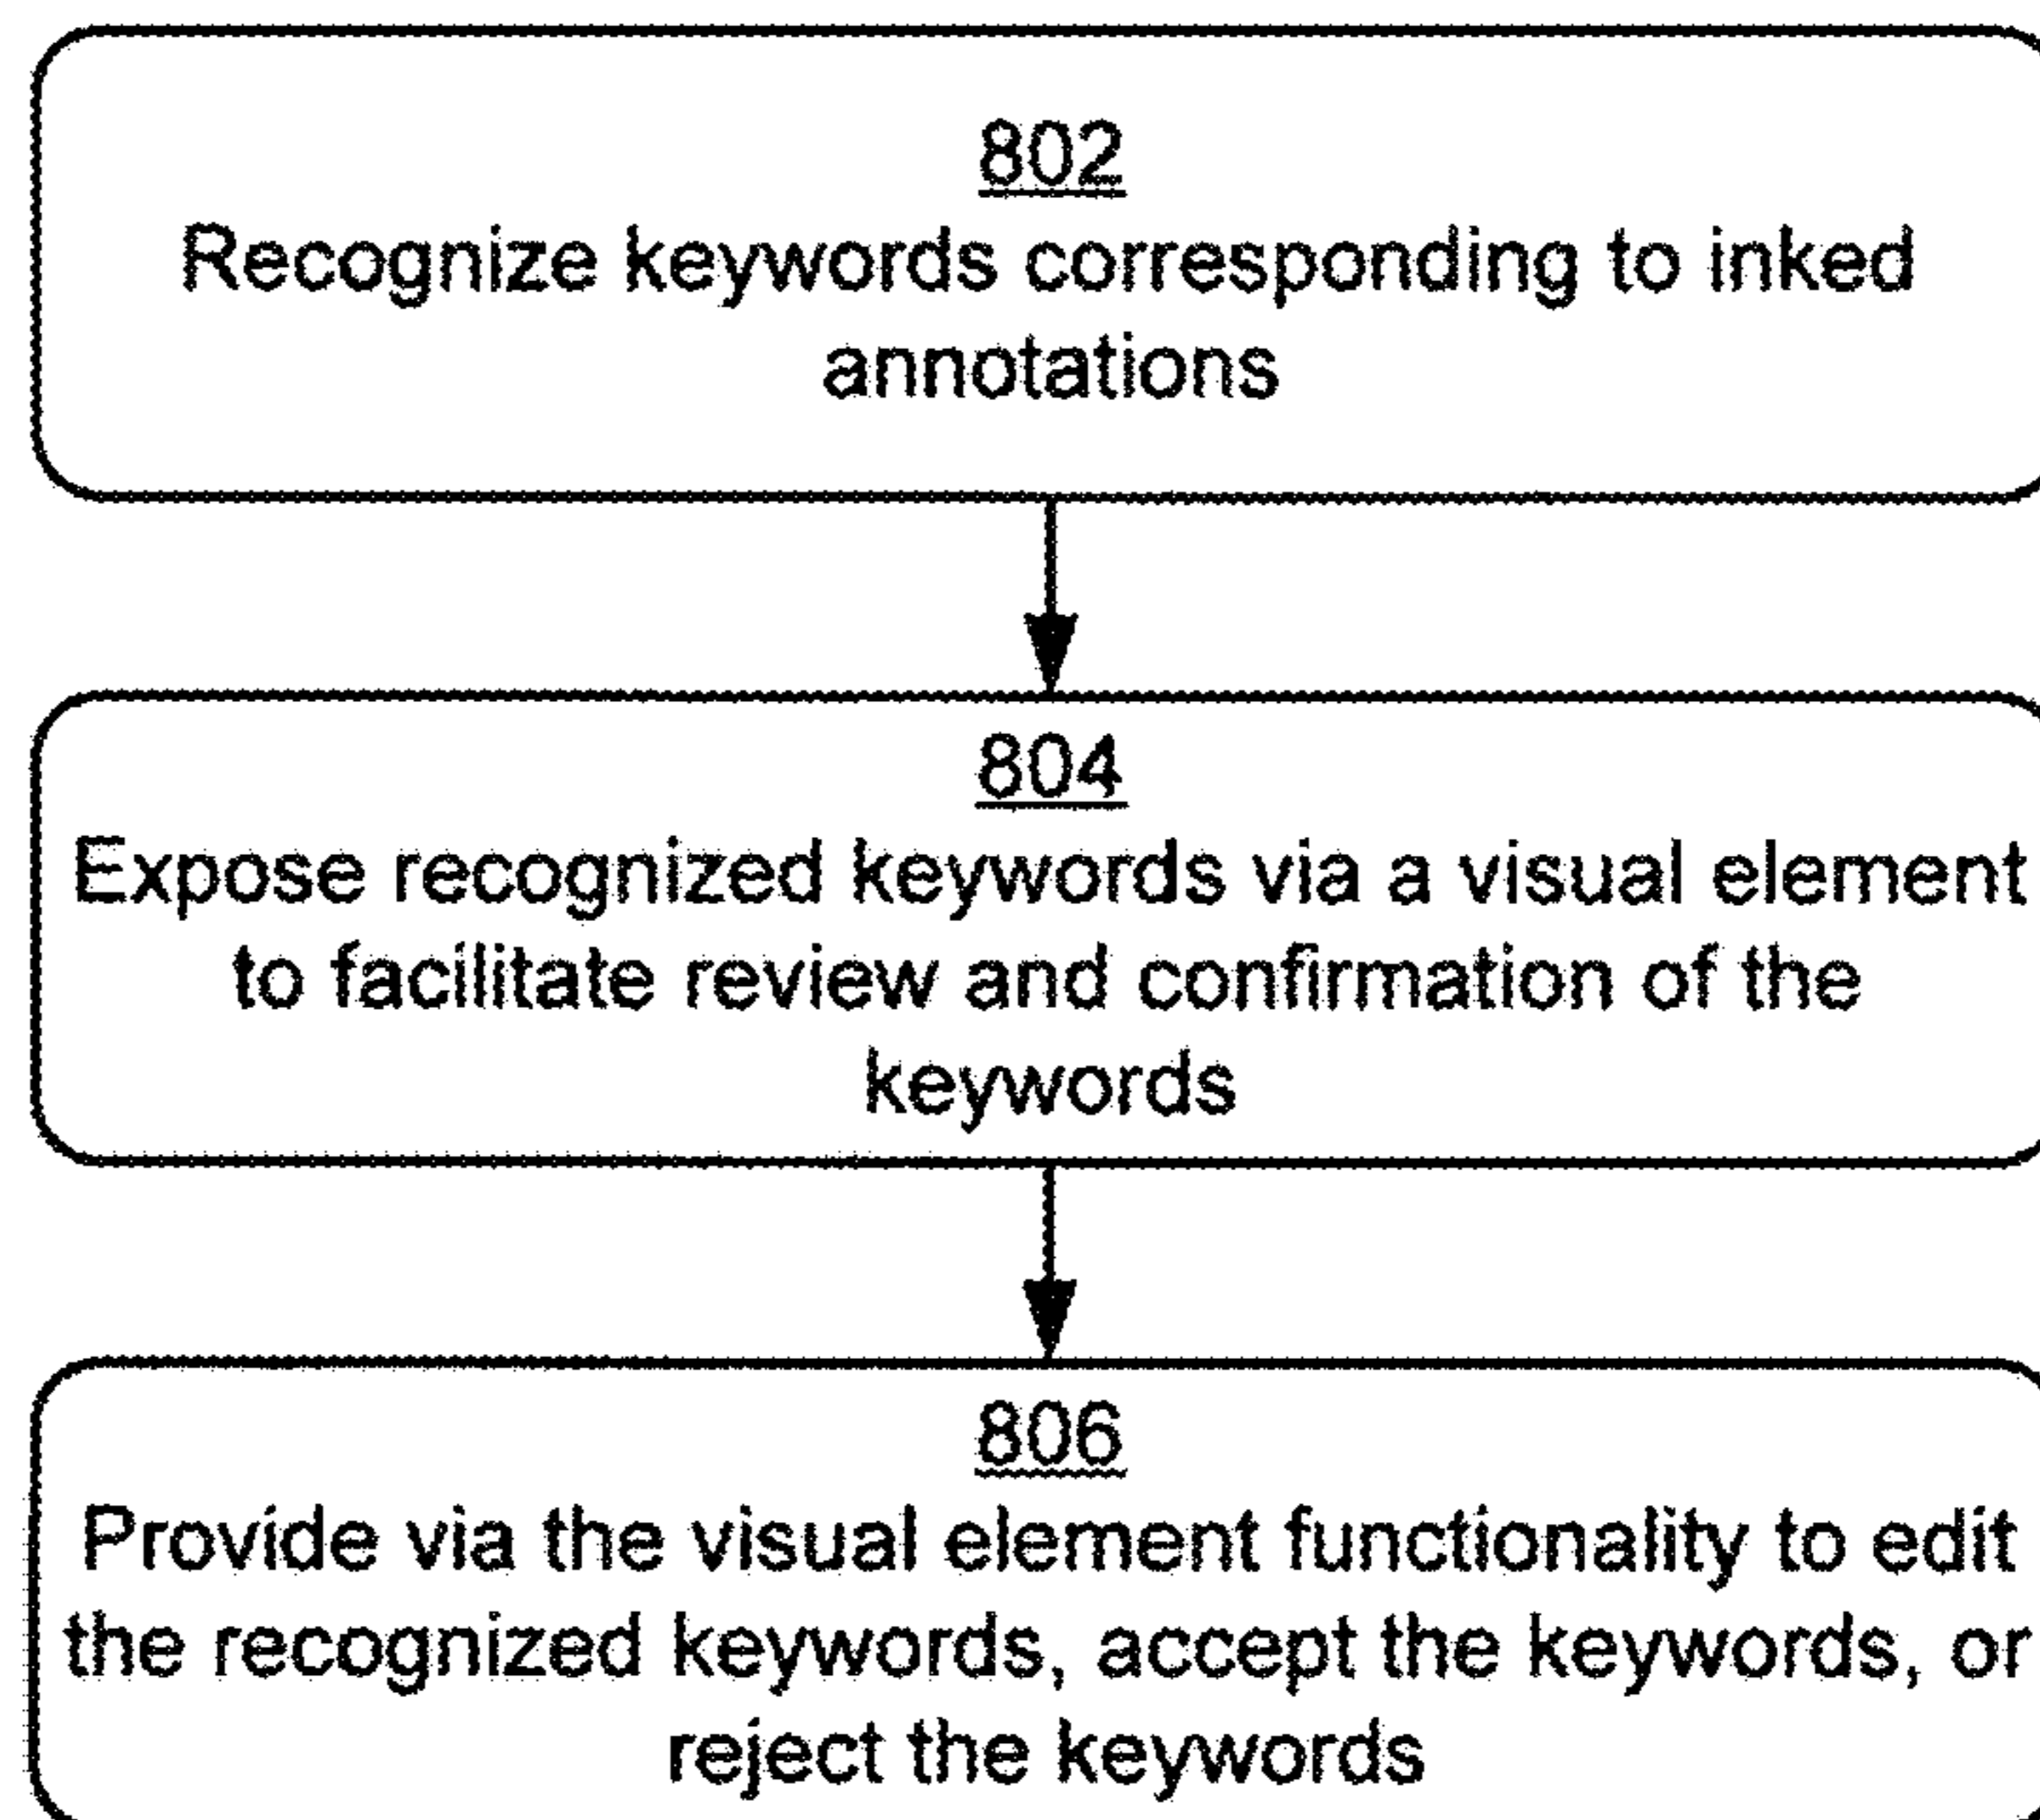 802
Recognize keywords corresponding to inked
annotations
804
Expose recognized keywords via a visual element
to facilitate review and confirmation of the
keywords
806
Provide via the visual element functionality to edit
the recognized keywords, accept the keywords, or
reject the keywords